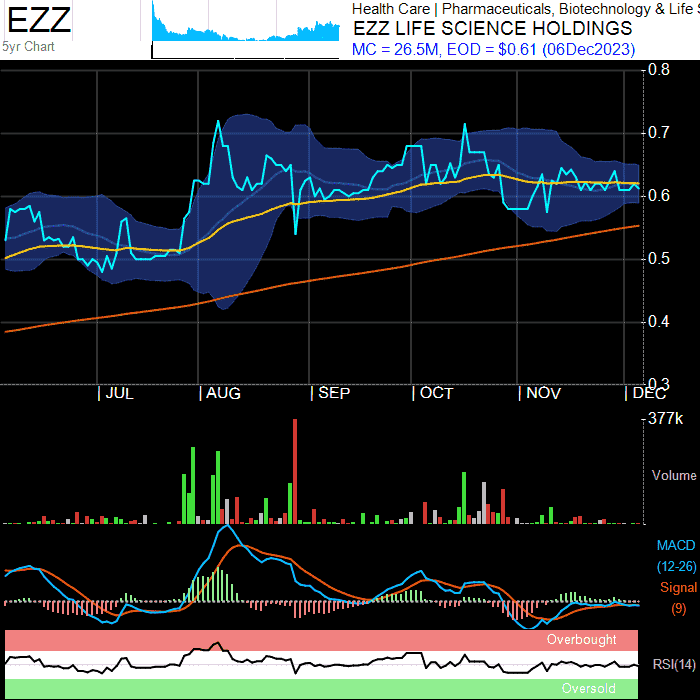 EZZ
5yr Chart
Health Care | Pharmaceuticals, Biotechnology & Life S
EZZ LIFE SCIENCE HOLDINGS
MC = 26.5M, EOD = $0.61 (06Dec2023)
0.8
0.7
0.6
0.5
0.4
0.3
JUL
AUG
SEP
OCT
NOV
DEC
377k
Volume
MACD
(12-26)
Signal
(9)
Overbought
RSI(14)
Oversold